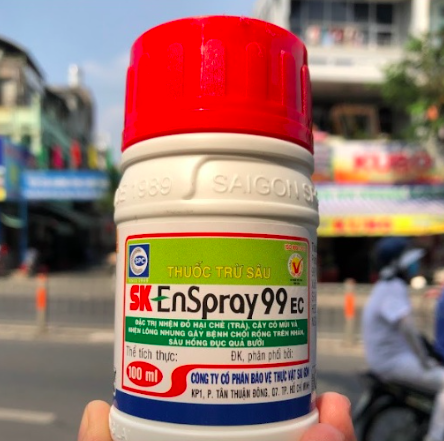 SINCE 1989 SAIGON
SPC
THUỐC TRỪ SÂU
SK EnSpray 99 EC
ĐẶC TRỊ NHỆN ĐỎ HẠI CHÈ (TRÀ), CÂY CÓ MÚI VÀ
NHỆN LÔNG NHUNG GÂY BỆNH CHỔI RỒNG TRÊN NHÃN,
SÂU HỒNG ĐỤC QUẢ BƯỞI
Thể tích thực: ĐK, phân phối bởi:
100 ml
CÔNG TY CỔ PHẦN BẢO VỆ THỰC VẬT SÀI GÒN
KP1, P. TÂN THUẬN ĐÔNG, Q7, TP. HỒ CHÍ MINH